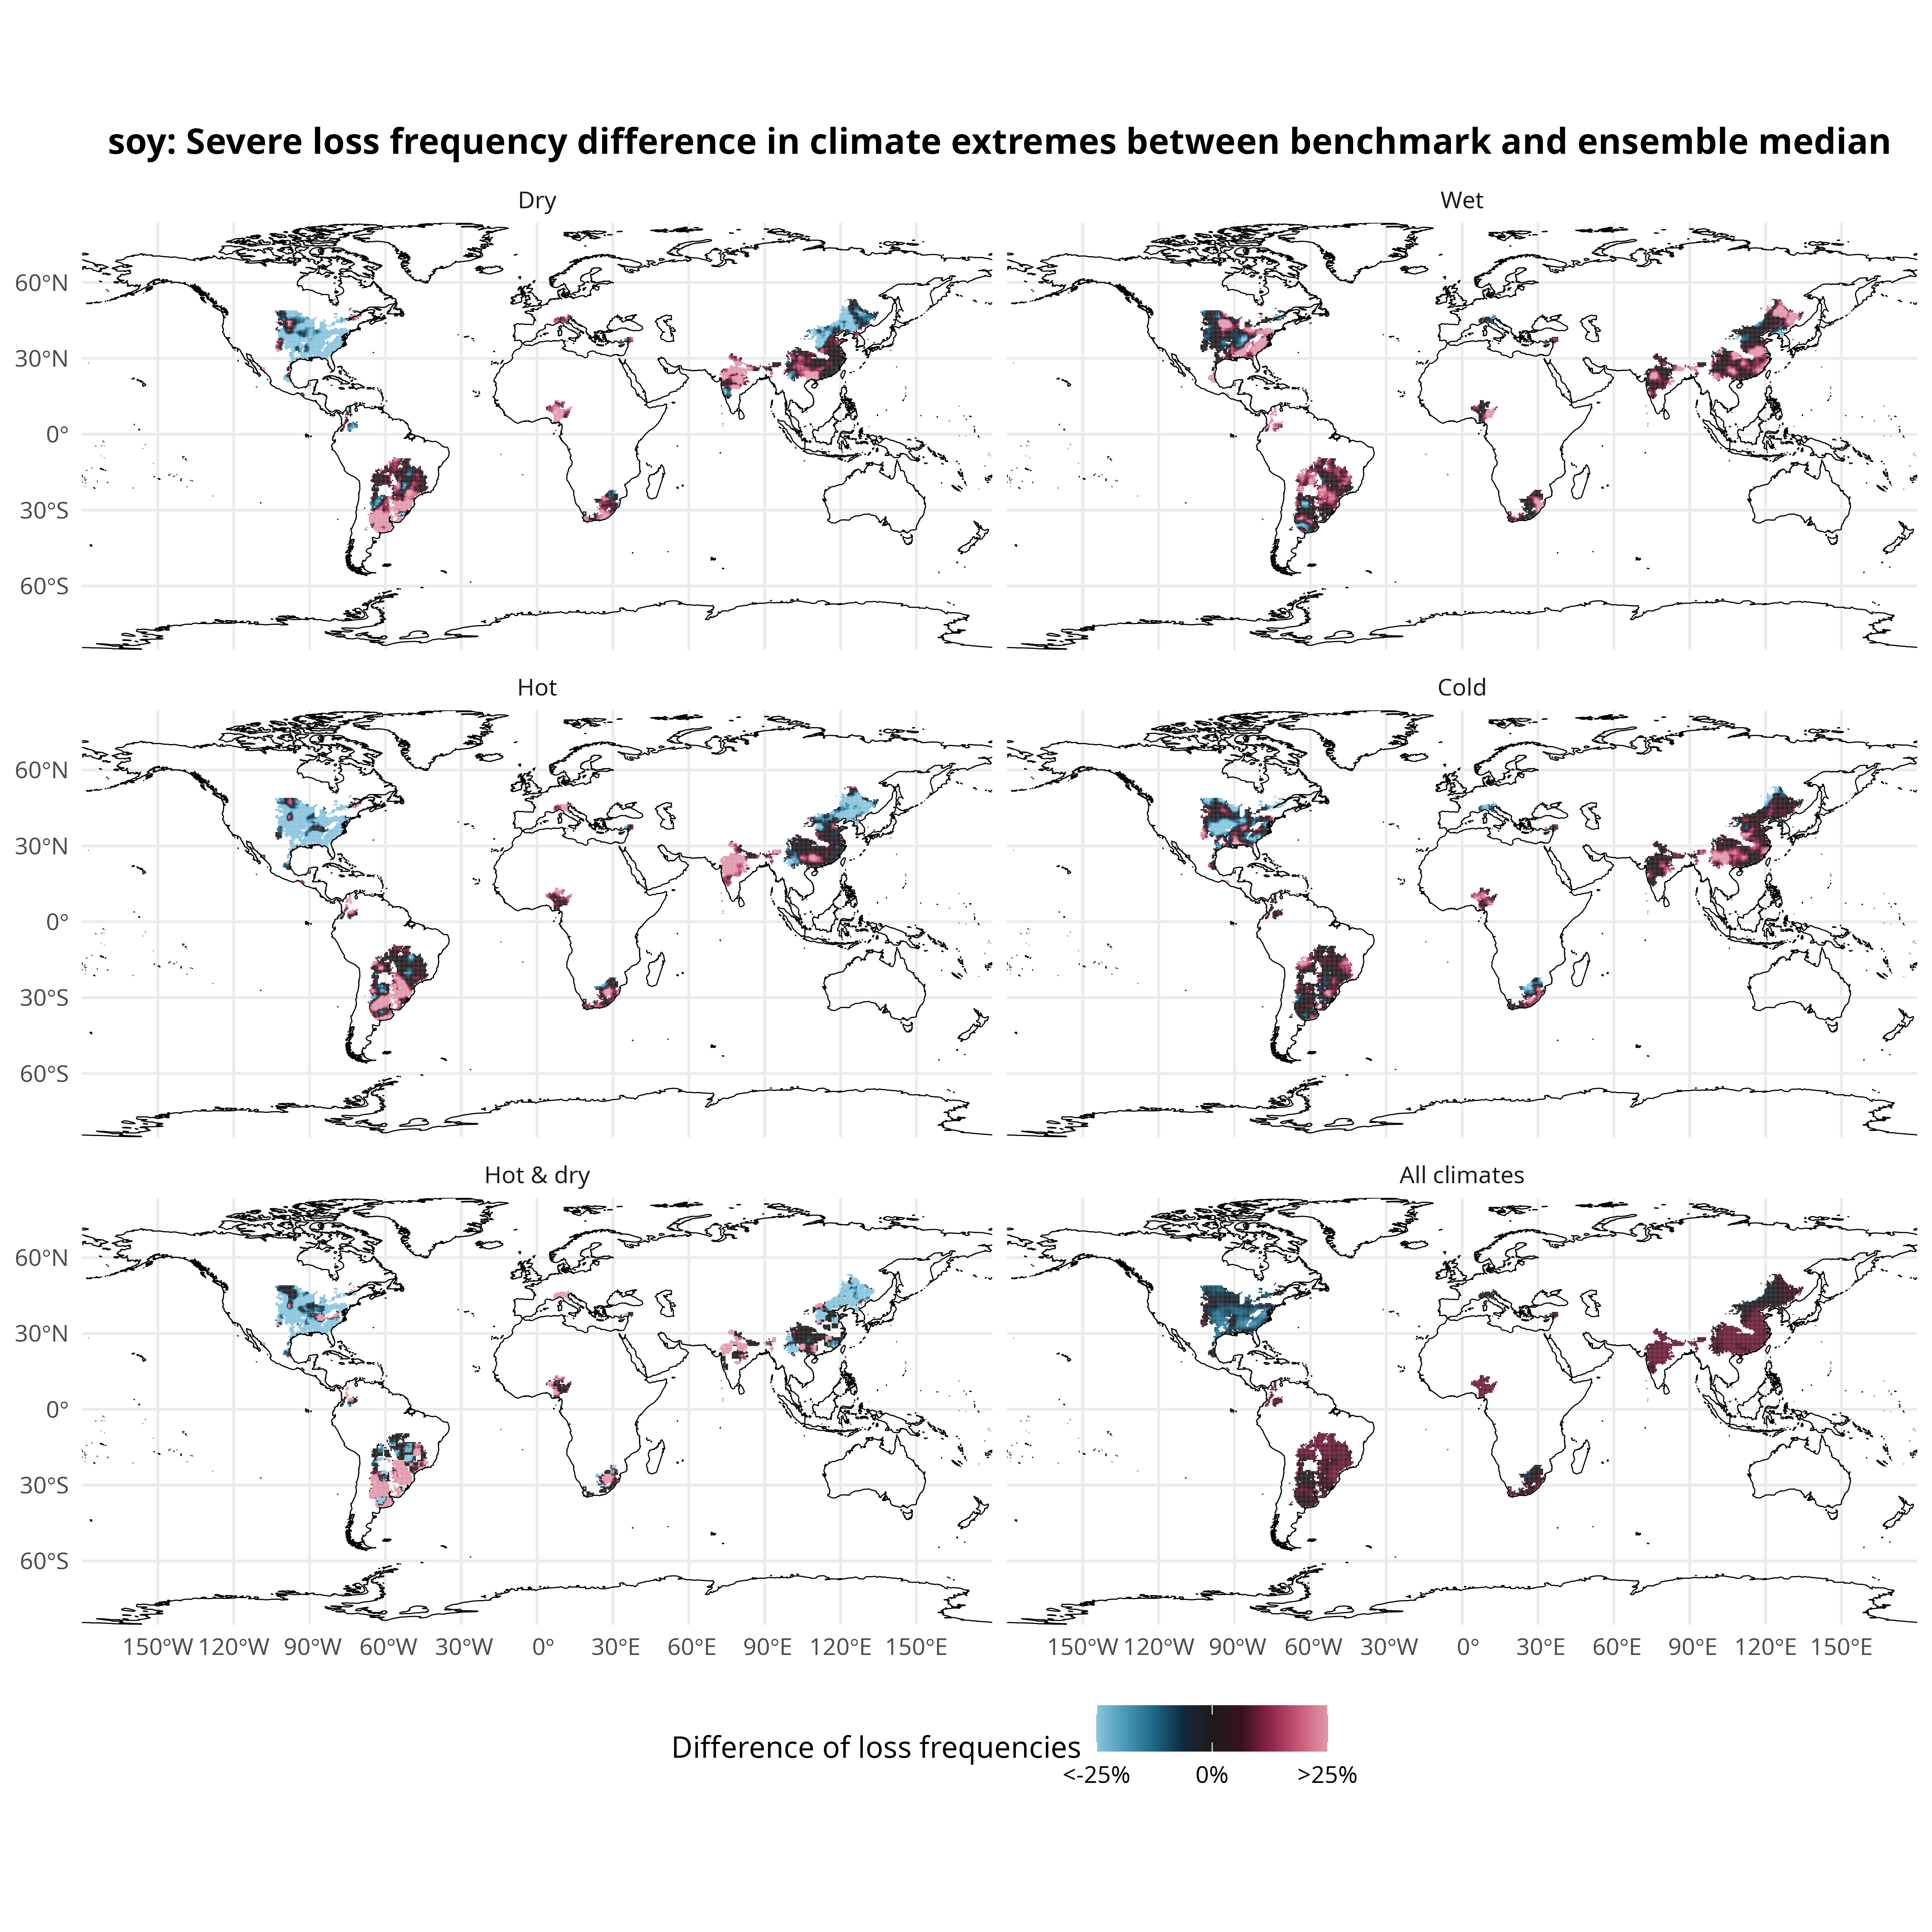 soy: Severe loss frequency difference in climate extremes between benchmark and ensemble median
Dry
Wet
60°N
30°N
0°
30°S
60°S
Hot
Cold
60°N
30°N
0°
30°S
60°S
Hot & dry
All climates
60°N
30°N
0°
30°S
60°S
150°W 120°W 90°W 60°W 30°W 0° 30°E 60°E 90°E 120°E 150°E
150°W 120°W 90°W 60°W 30°W 0° 30°E 60°E 90°E 120°E 150°E
Difference of loss frequencies
<-25% 0% >25%